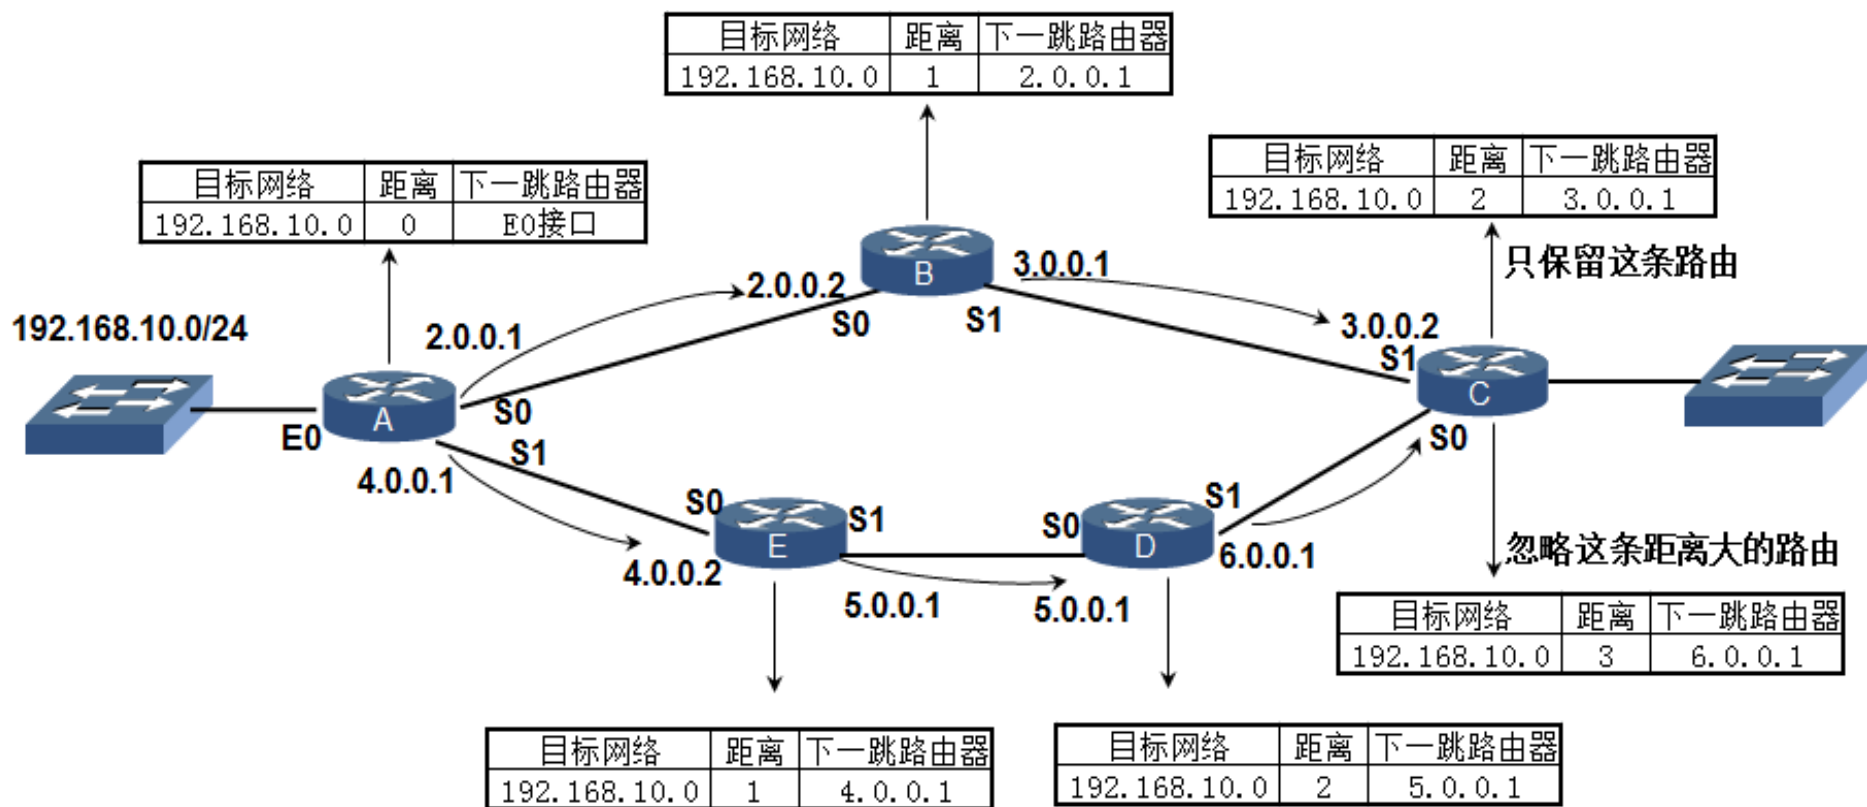 目标网络 距离 下一跳路由器
192.168.10.0 1 2.0.0.1
目标网络 距离 下一跳路由器
192.168.10.0 2 3.0.0.1
目标网络 距离 下一跳路由器
192.168.10.0 0 E0接口
B
3.0.0.1
只保留这条路由
2.0.0.2
192.168.10.0/24
2.0.0.1
S0
S1
3.0.0.2
S1
A
C
S0
E0
S1
S0
4.0.0.1
S0
S1
S0
S1
E
D
4.0.0.2
6.0.0.1
忽略这条距离大的路由
5.0.0.1
5.0.0.1
目标网络 距离 下一跳路由器
192.168.10.0 3 6.0.0.1
目标网络 距离 下一跳路由器
192.168.10.0 1 4.0.0.1
目标网络 距离 下一跳路由器
192.168.10.0 2 5.0.0.1